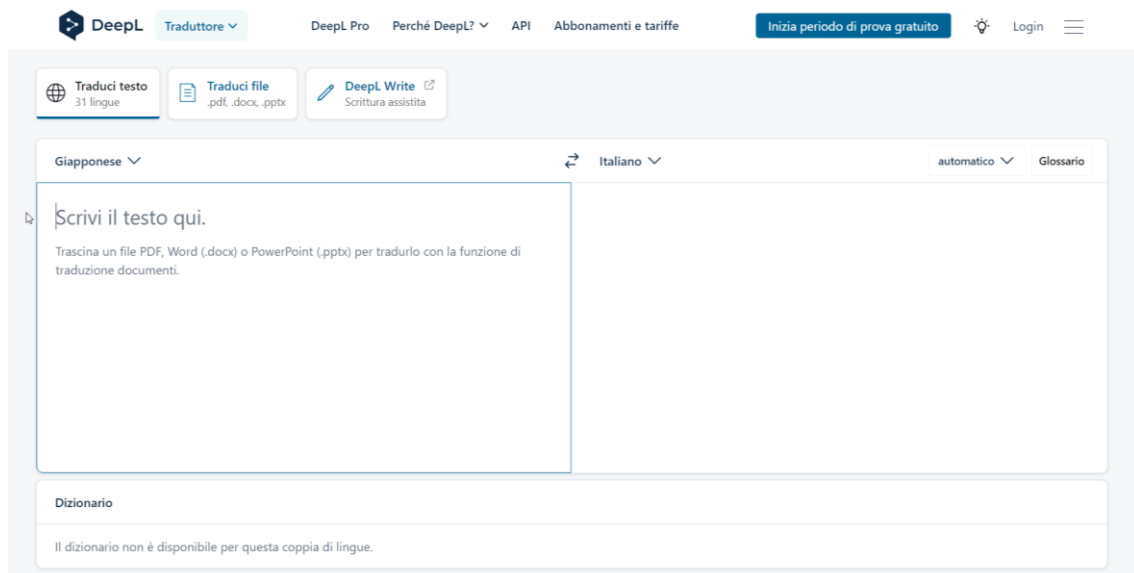 DeepL Traduttore DeepL Pro Perché DeepL? API Abbonamenti e tariffe Inizia periodo di prova gratuito Login
Traduci testo
31 lingue
Traduci file
.pdf, .docx, .pptx
DeepL Write
Scrittura assistita
Giapponese Italiano automatico Glossario
Scrivi il testo qui.
Trascina un file PDF, Word (.docx) o PowerPoint (.pptx) per tradurlo con la funzione di
traduzione documenti.
Dizionario
Il dizionario non è disponibile per questa coppia di lingue.